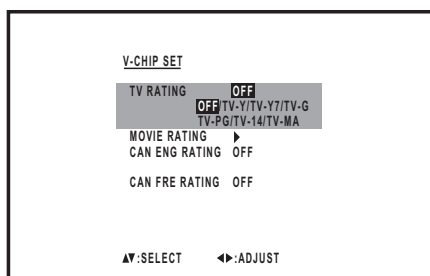 V-CHIP SET
TV RATING OFF
OFF/TV-Y/TV-Y7/TV-G
TV-PG/TV-14/TV-MA
MOVIE RATING ▶
CAN ENG RATING OFF
CAN FRE RATING OFF
▲▼:SELECT ◀▶:ADJUST